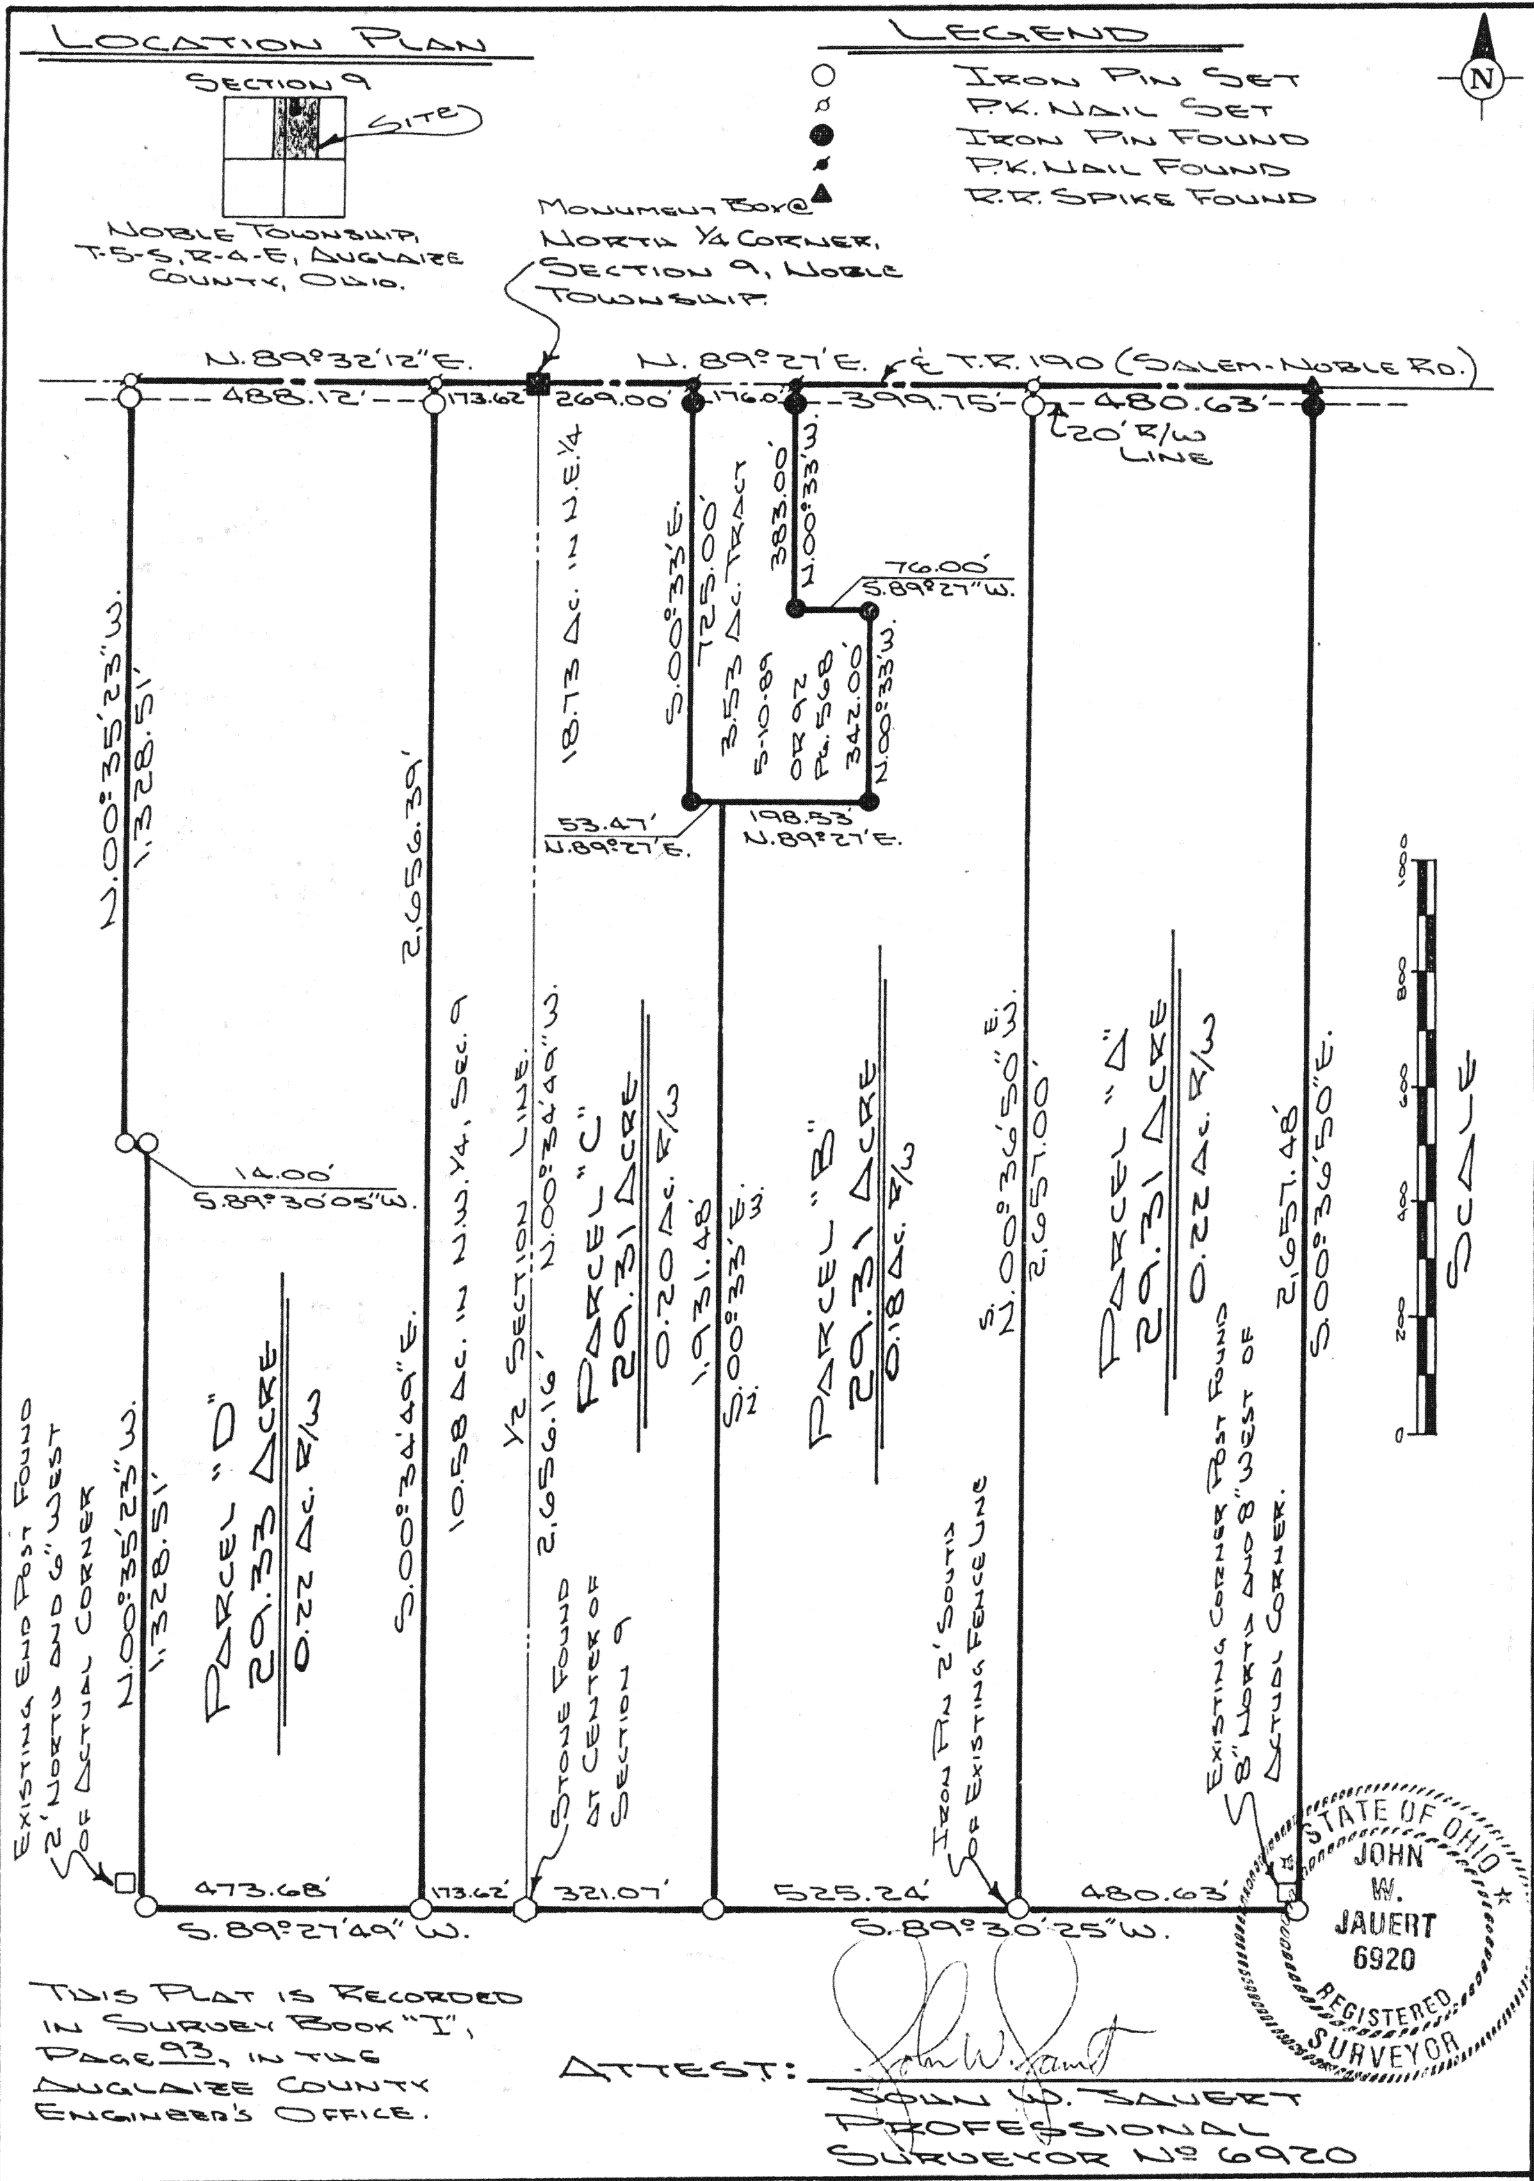 LOCATION PLAN
SECTION 9
SITE
NOBLE TOWNSHIP,
T-5-S, R-4-E, AUGLAIZE
COUNTY, OHIO.
LEGEND
IRON PIN SET
P.K. NAIL SET
IRON PIN FOUND
P.K. NAIL FOUND
R.R. SPIKE FOUND
N
MONUMENT BOX @
NORTH 1/4 CORNER,
SECTION 9, NOBLE
TOWNSHIP.
N. 89°32'12" E.
N. 89°27' E.
℄ T.R. 190 (SALEM-NOBLE RD.)
488.12'
173.62'
269.00'
176.0'
399.75'
480.63'
20' R/W
LINE
N. 00°35'23" W.
1,328.51'
2,656.39'
18.73 AC. IN N.E. 1/4
S. 00°33' E.
725.00'
3.53 AC. TRACT
5-10-89
OR 92
PG. 568
383.00'
N. 00°33' W.
76.00'
S. 89°27" W.
342.00'
N. 00°33' W.
53.47'
N. 89°27' E.
198.53'
N. 89°27' E.
14.00'
S. 89°30'05" W.
EXISTING END POST FOUND
2' NORTH AND 6" WEST
OF ACTUAL CORNER
N. 00°35'23" W.
1,328.51'
PARCEL "D"
29.33 ACRE
0.22 AC. R/W
S. 00°34'49" E.
10.58 AC. IN N.W. 1/4, SEC. 9
1/2 SECTION LINE.
2,656.16' N. 00°34'49" W.
STONE FOUND
AT CENTER OF
SECTION 9
PARCEL "C"
29.31 ACRE
0.20 AC. R/W
1,931.48'
S. 00°33' E.
N. W.
PARCEL "B"
29.31 ACRE
0.18 AC. R/W
IRON PIN 2' SOUTH
OF EXISTING FENCE LINE
S. E.
N. 00°36'50" W.
2,657.00'
PARCEL "A"
29.31 ACRE
0.22 AC. R/W
EXISTING CORNER POST FOUND
8" NORTH AND 8" WEST OF
ACTUAL CORNER.
2,657.48'
S. 00°36'50" E.
0 200 400 600 800 1000
SCALE
473.68'
173.62'
321.07'
525.24'
480.63'
S. 89°27'49" W.
S. 89°30'25" W.
STATE OF OHIO
JOHN
W.
JAUERT
6920
REGISTERED
SURVEYOR
THIS PLAT IS RECORDED
IN SURVEY BOOK "I",
PAGE 93, IN THE
AUGLAIZE COUNTY
ENGINEER'S OFFICE.
ATTEST: John W. Jauert
JOHN W. JAUERT
PROFESSIONAL
SURVEYOR Nº 6920